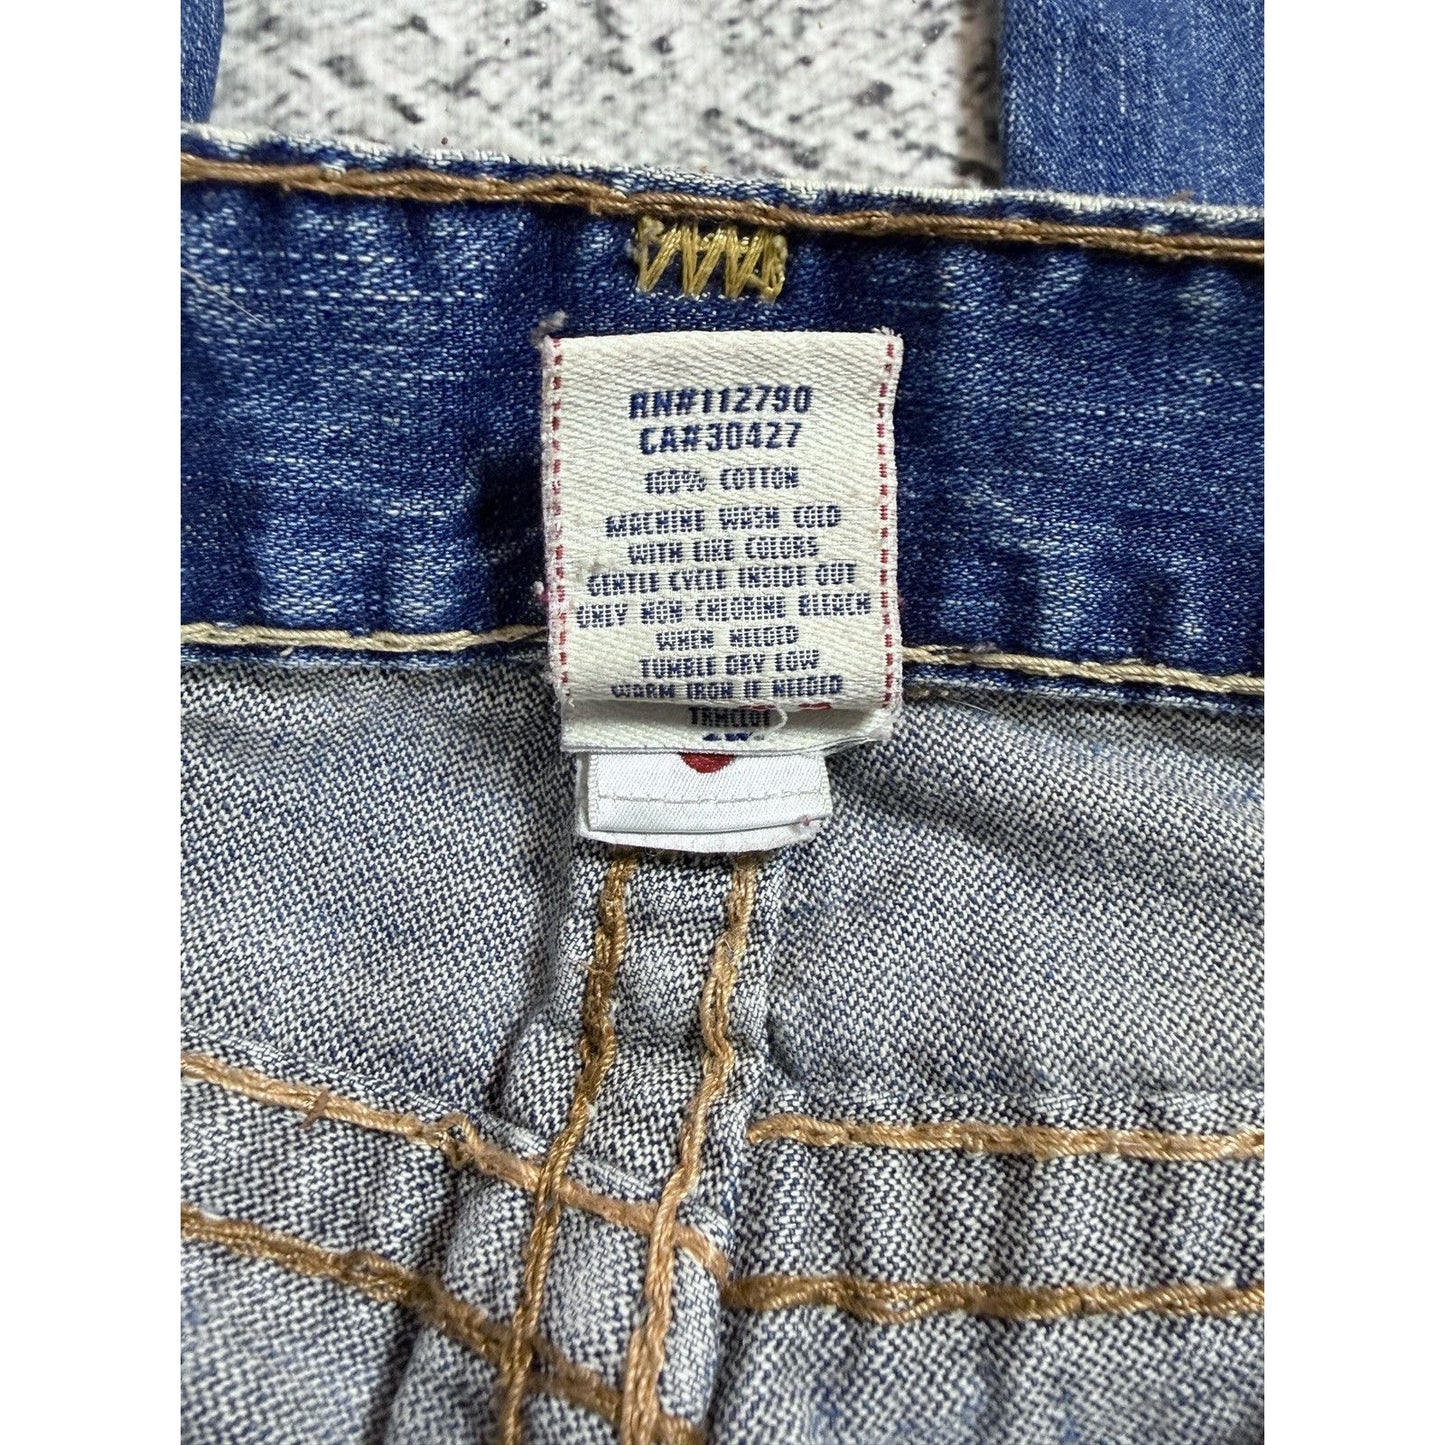 RN#112790
CA#30427
100% COTTON
MACHINE WASH COLD
WITH LIKE COLORS
GENTLE CYCLE INSIDE OUT
ONLY NON-CHLORINE BLEACH
WHEN NEEDED
TUMBLE DRY LOW
WARM IRON IF NEEDED